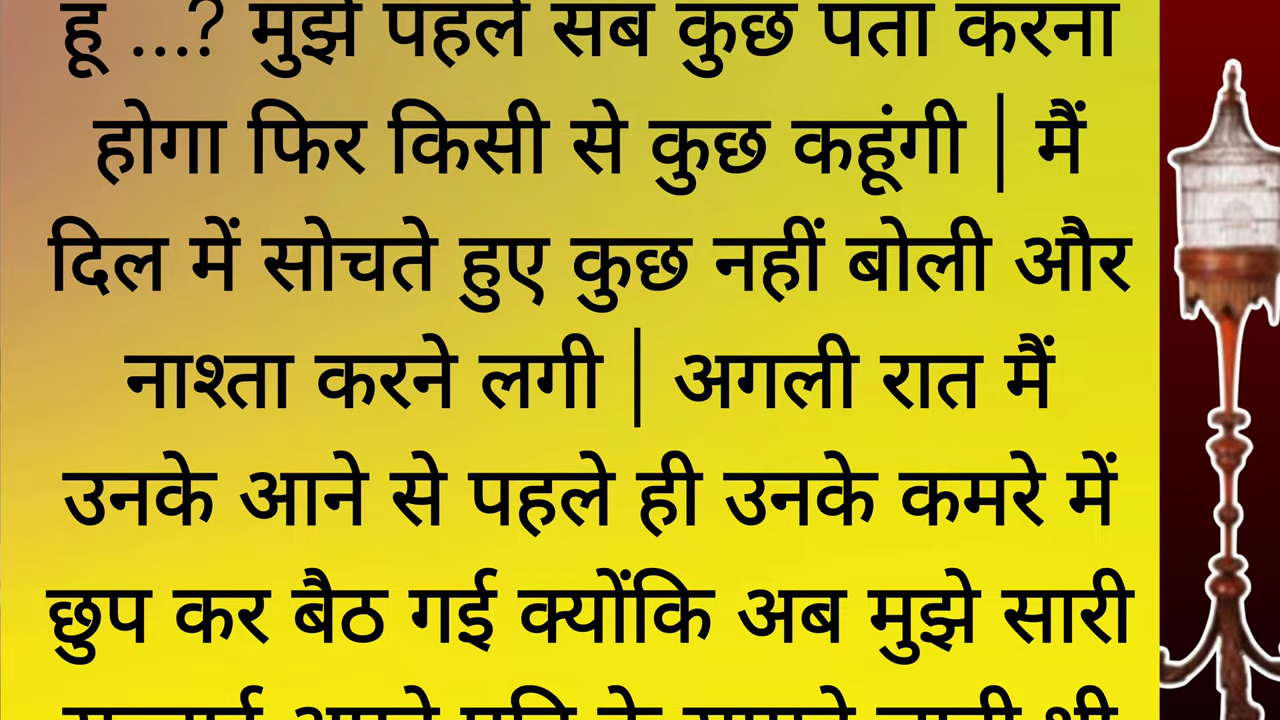 हू ...? मुझे पहले सब कुछ पता करना
होगा फिर किसी से कुछ कहूंगी | मैं
दिल में सोचते हुए कुछ नहीं बोली और
नाश्ता करने लगी | अगली रात मैं
उनके आने से पहले ही उनके कमरे में
छुप कर बैठ गई क्योंकि अब मुझे सारी